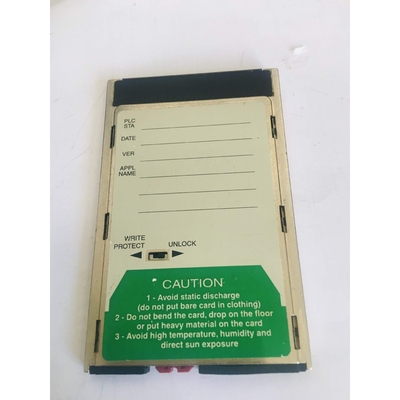 PLC
STA
DATE
VER
APPL
NAME
WRITE
PROTECT UNLOCK
CAUTION
1 - Avoid static discharge
(do not put bare card in clothing)
2 - Do not bend the card, drop on the floor
or put heavy material on the card
3 - Avoid high temperature, humidity and
direct sun exposure